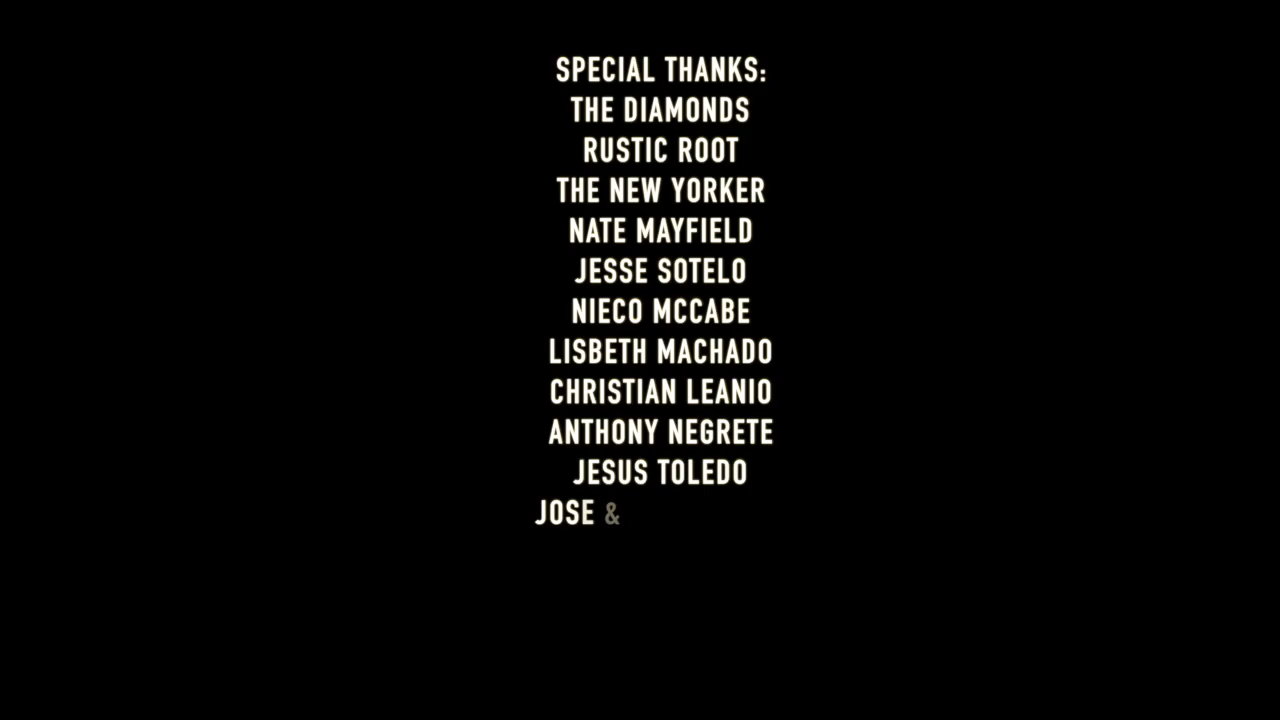 SPECIAL THANKS:
THE DIAMONDS
RUSTIC ROOT
THE NEW YORKER
NATE MAYFIELD
JESSE SOTELO
NIECO MCCABE
LISBETH MACHADO
CHRISTIAN LEANIO
ANTHONY NEGRETE
JESUS TOLEDO
JOSE &